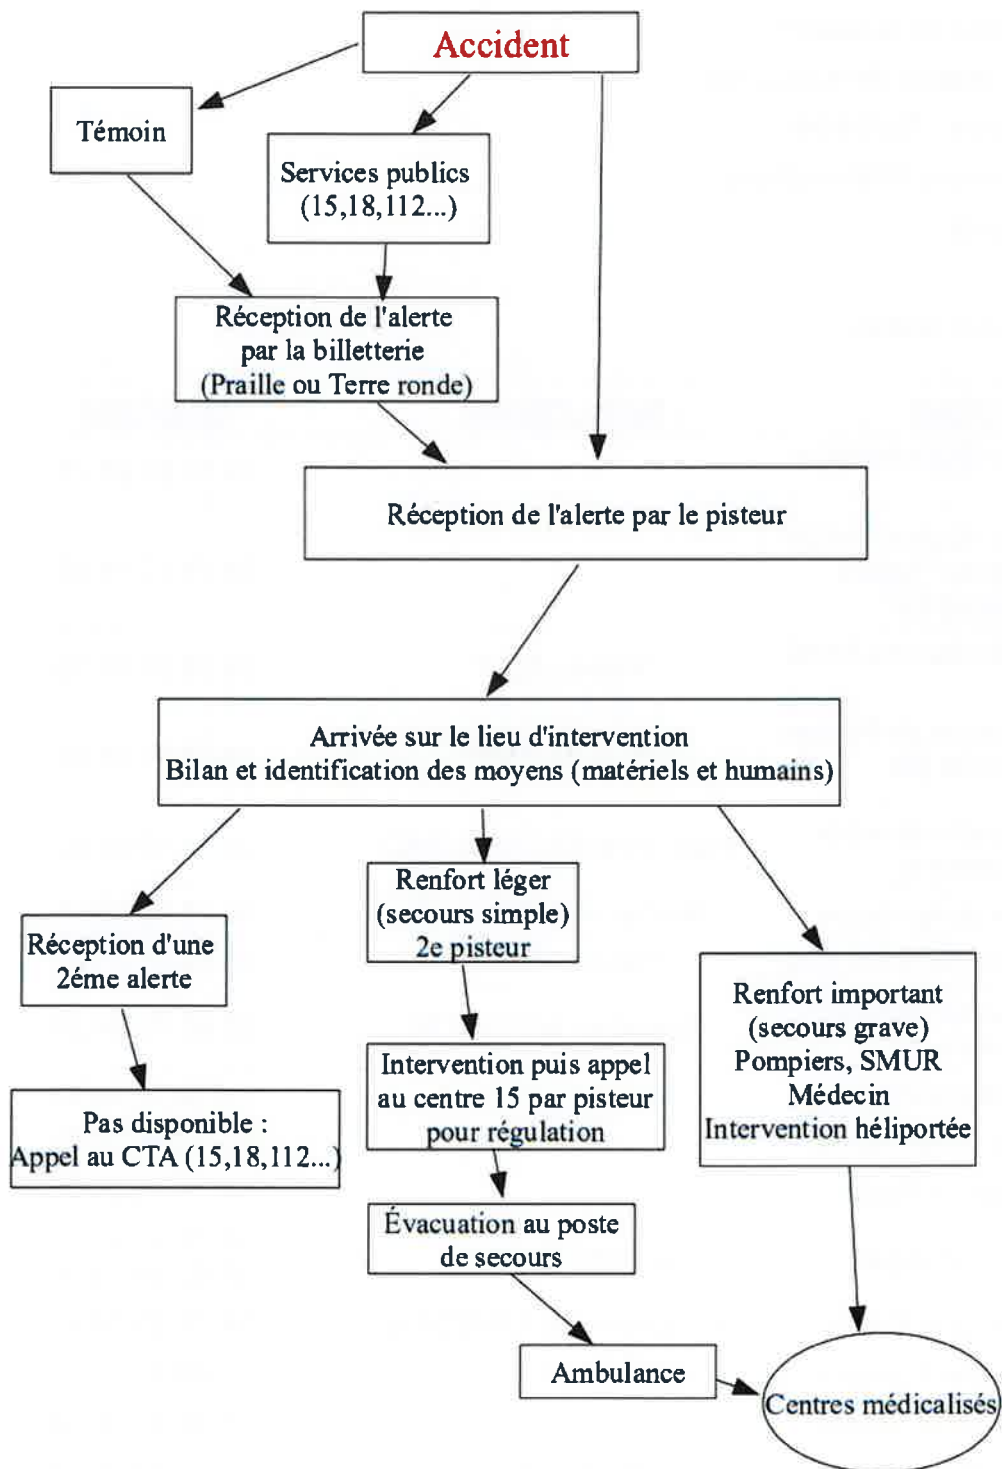 Accident
Témoin
Services publics
(15,18,112...)
Réception de l'alerte
par la billetterie
(Praille ou Terre ronde)
Réception de l'alerte par le pisteur
Arrivée sur le lieu d'intervention
Bilan et identification des moyens (matériels et humains)
Réception d'une
2éme alerte
Pas disponible :
Appel au CTA (15,18,112...)
Renfort léger
(secours simple)
2e pisteur
Intervention puis appel
au centre 15 par pisteur
pour régulation
Évacuation au poste
de secours
Ambulance
Renfort important
(secours grave)
Pompiers, SMUR
Médecin
Intervention héliportée
Centres médicalisés